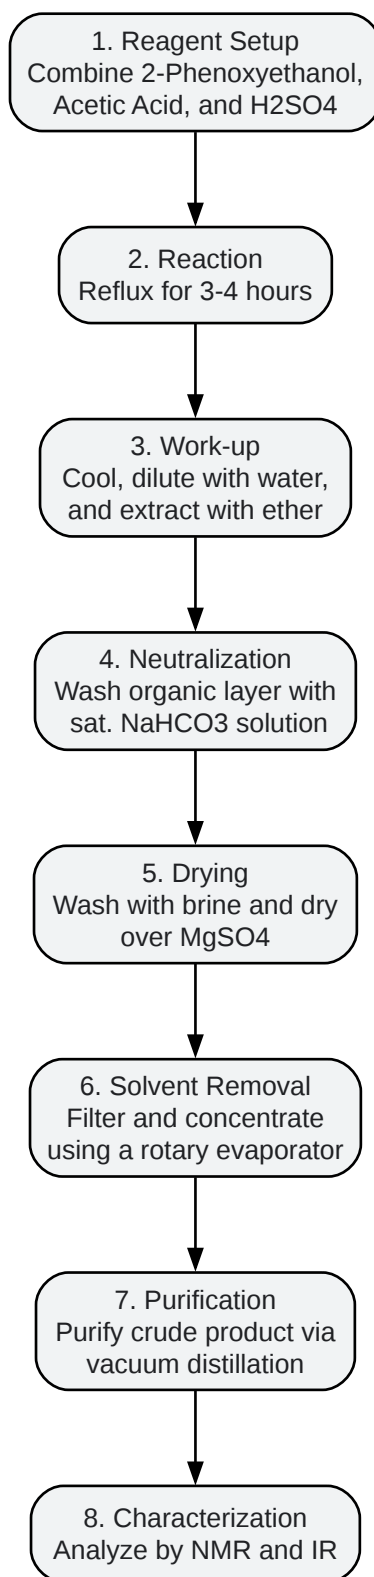 1. Reagent Setup
Combine 2-Phenoxyethanol,
Acetic Acid, and H2SO4
2. Reaction
Reflux for 3-4 hours
3. Work-up
Cool, dilute with water,
and extract with ether
4. Neutralization
Wash organic layer with
sat. NaHCO3 solution
5. Drying
Wash with brine and dry
over MgSO4
6. Solvent Removal
Filter and concentrate
using a rotary evaporator
7. Purification
Purify crude product via
vacuum distillation
8. Characterization
Analyze by NMR and IR